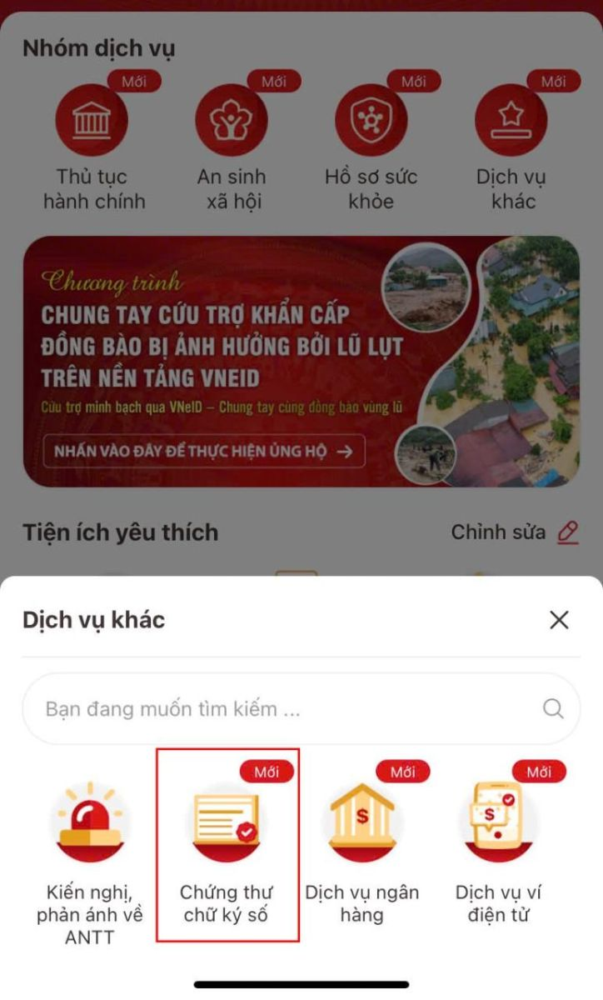 Nhóm dịch vụ
Mới
Mới
Mới
Mới
Thủ tục
hành chính
An sinh
xã hội
Hồ sơ sức
khỏe
Dịch vụ
khác
Chương trình
CHUNG TAY CỨU TRỢ KHẨN CẤP
ĐỒNG BÀO BỊ ẢNH HƯỞNG BỞI LŨ LỤT
TRÊN NỀN TẢNG VNEID
Cứu trợ minh bạch qua VNeID – Chung tay cùng đồng bào vùng lũ
NHẤN VÀO ĐÂY ĐỂ THỰC HIỆN ỦNG HỘ →
Tiện ích yêu thích
Chỉnh sửa
Dịch vụ khác
Bạn đang muốn tìm kiếm ...
Mới
Mới
Mới
$
$
Kiến nghị,
phản ánh về
ANTT
Chứng thư
chữ ký số
Dịch vụ ngân
hàng
Dịch vụ ví
điện tử